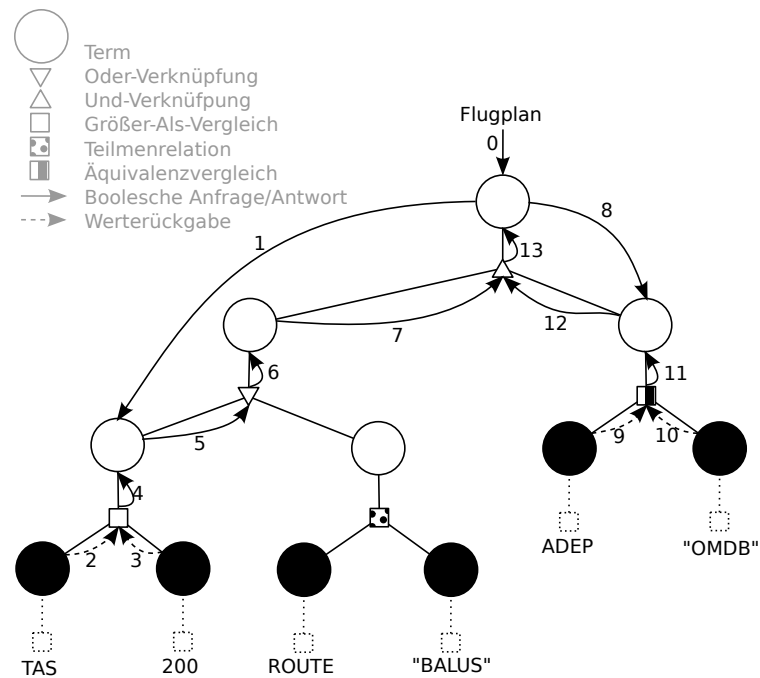 Term
Oder-Verknüpfung
Und-Verknüfpung
Größer-Als-Vergleich
Teilmenrelation
Äquivalenzvergleich
Boolesche Anfrage/Antwort
Werterückgabe
Flugplan
0
1
8
13
7
12
6
11
5
9
10
4
2
3
ADEP
"OMDB"
TAS
200
ROUTE
"BALUS"